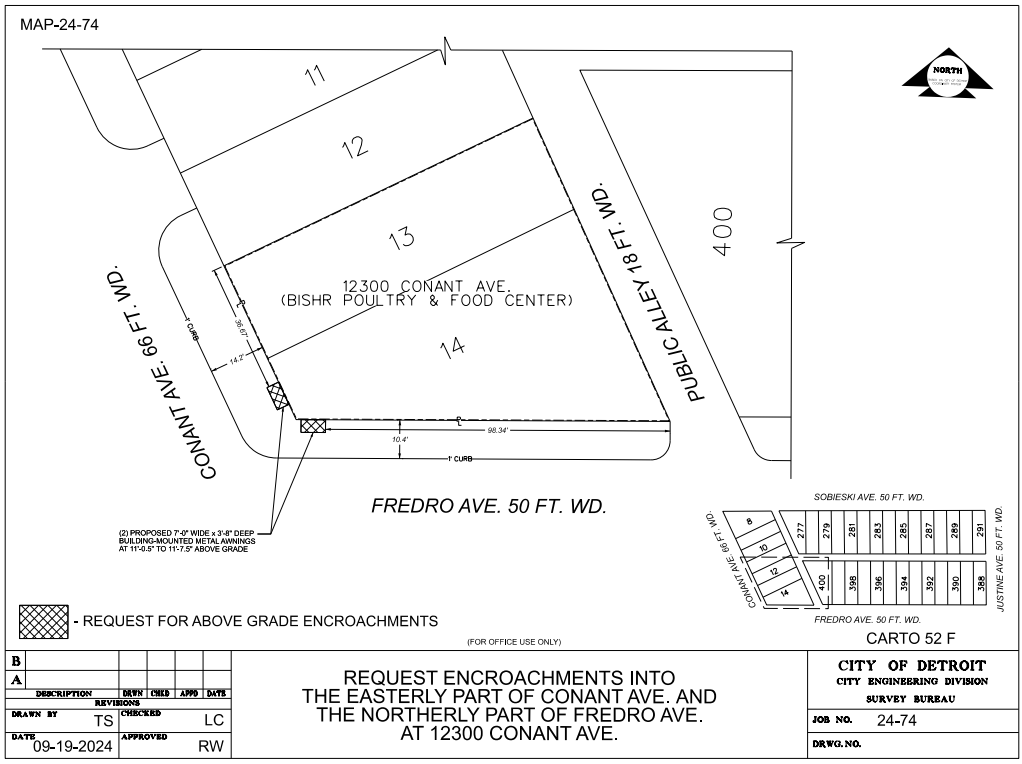 MAP-24-74
NORTH
11
12
13
14
400
12300 CONANT AVE.
(BISHR POULTRY & FOOD CENTER)
CONANT AVE. 66 FT. WD.
PUBLIC ALLEY 18 FT. WD.
1' CURB
36.67'
14.2'
98.34'
10.4'
1' CURB
FREDRO AVE. 50 FT. WD.
(2) PROPOSED 7'-0" WIDE x 3'-8" DEEP
BUILDING-MOUNTED METAL AWNINGS
AT 11'-0.5" TO 11'-7.5" ABOVE GRADE
SOBIESKI AVE. 50 FT. WD.
CONANT AVE. 66 FT. WD.
8
10
12
14
277
279
281
283
285
287
289
291
400
398
396
394
392
390
388
JUSTINE AVE. 50 FT. WD.
FREDRO AVE. 50 FT. WD.
CARTO 52 F
- REQUEST FOR ABOVE GRADE ENCROACHMENTS
(FOR OFFICE USE ONLY)
B
A
DESCRIPTION DRWN CHKD APPD DATE
REVISIONS
DRAWN BY TS CHECKED LC
DATE 09-19-2024 APPROVED RW
REQUEST ENCROACHMENTS INTO
THE EASTERLY PART OF CONANT AVE. AND
THE NORTHERLY PART OF FREDRO AVE.
AT 12300 CONANT AVE.
CITY OF DETROIT
CITY ENGINEERING DIVISION
SURVEY BUREAU
JOB NO. 24-74
DRWG. NO.